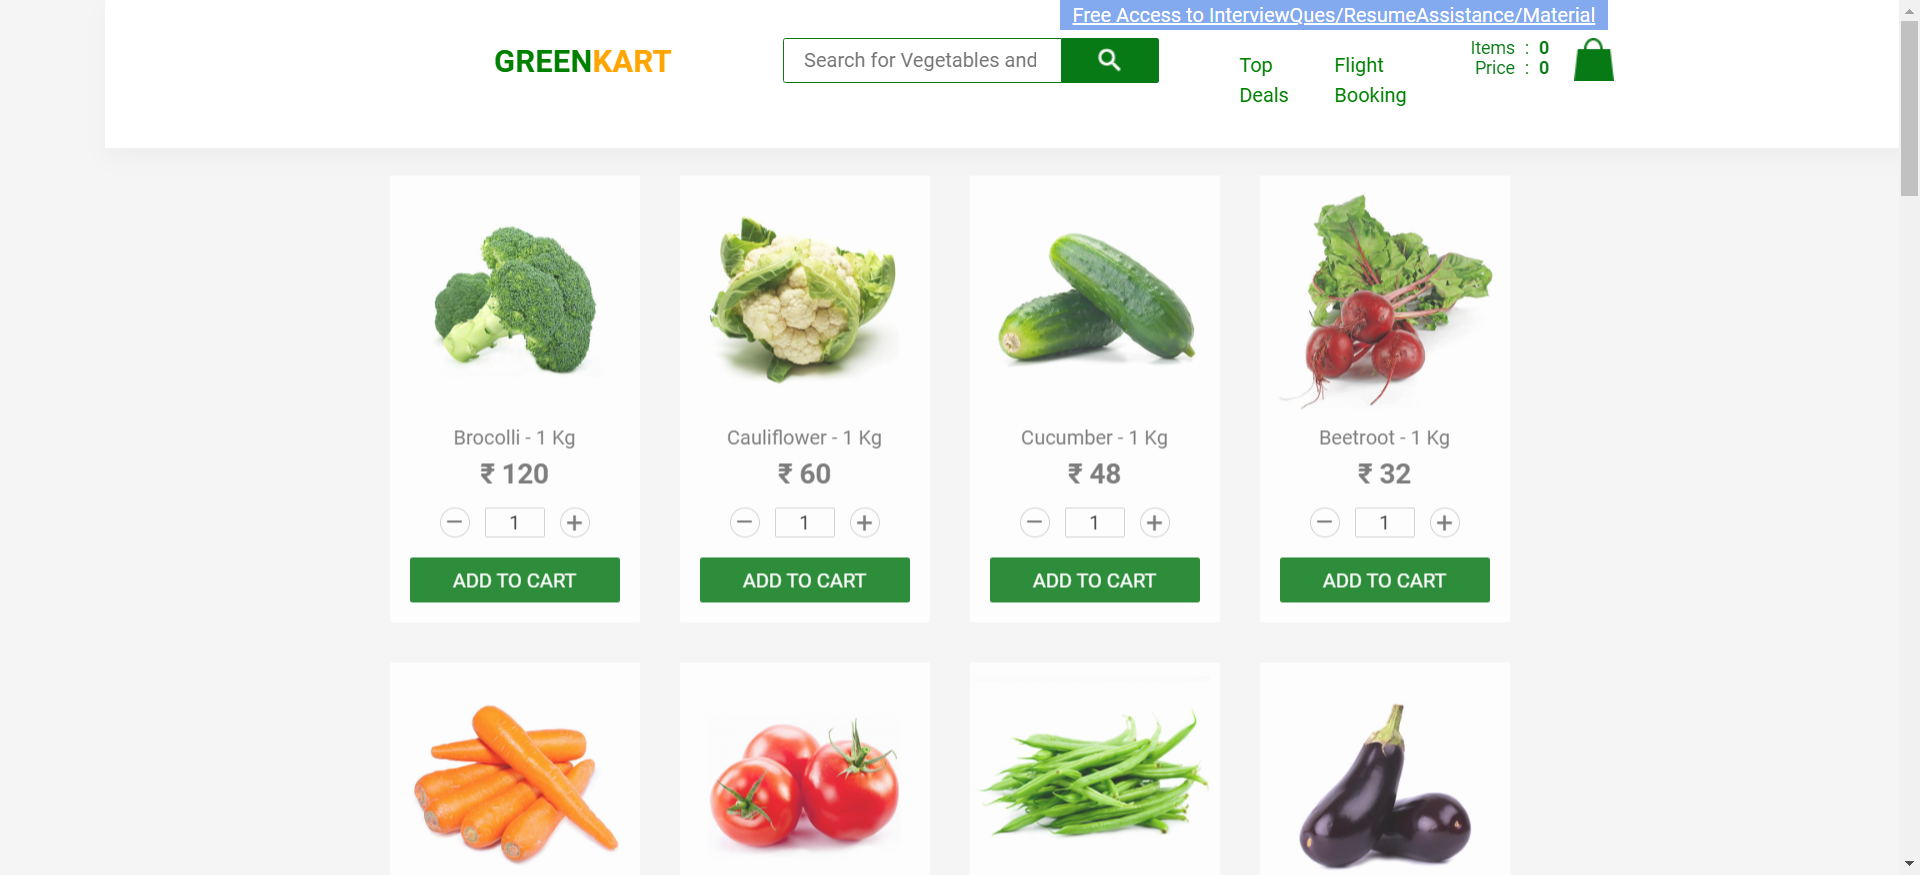 Free Access to InterviewQues/ResumeAssistance/Material
GREENKART
Search for Vegetables and
Top
Deals
Flight
Booking
Items : 0
Price : 0
Brocolli - 1 Kg
₹ 120
1
ADD TO CART
Cauliflower - 1 Kg
₹ 60
1
ADD TO CART
Cucumber - 1 Kg
₹ 48
1
ADD TO CART
Beetroot - 1 Kg
₹ 32
1
ADD TO CART